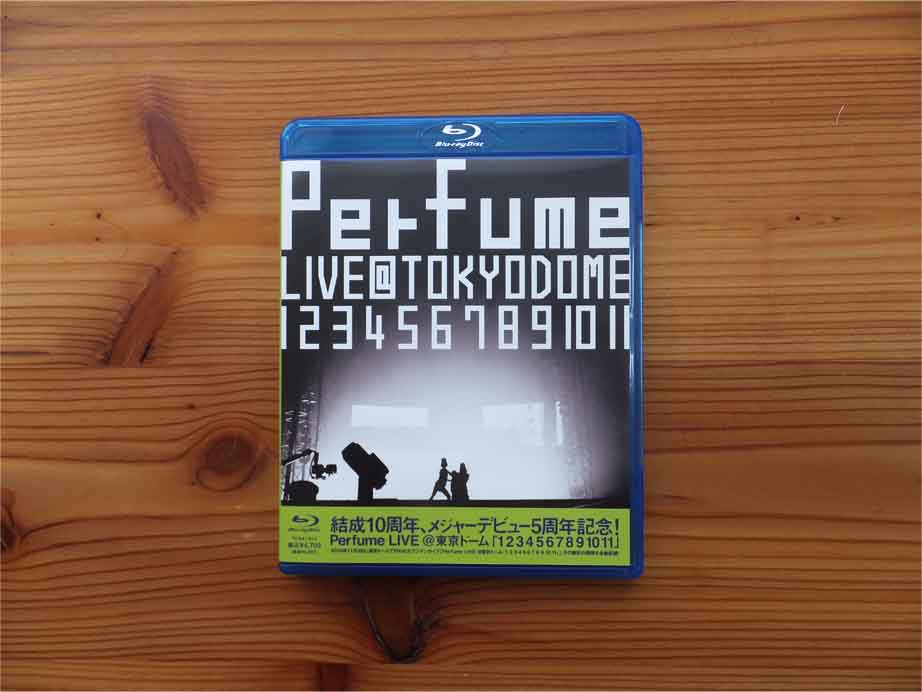 Blu-ray Disc
Perfume
LIVE@TOKYODOME
1 2 3 4 5 6 7 8 9 10 11
結成10周年、メジャーデビュー5周年記念!
Perfume LIVE @東京ドーム「1 2 3 4 5 6 7 8 9 10 11」